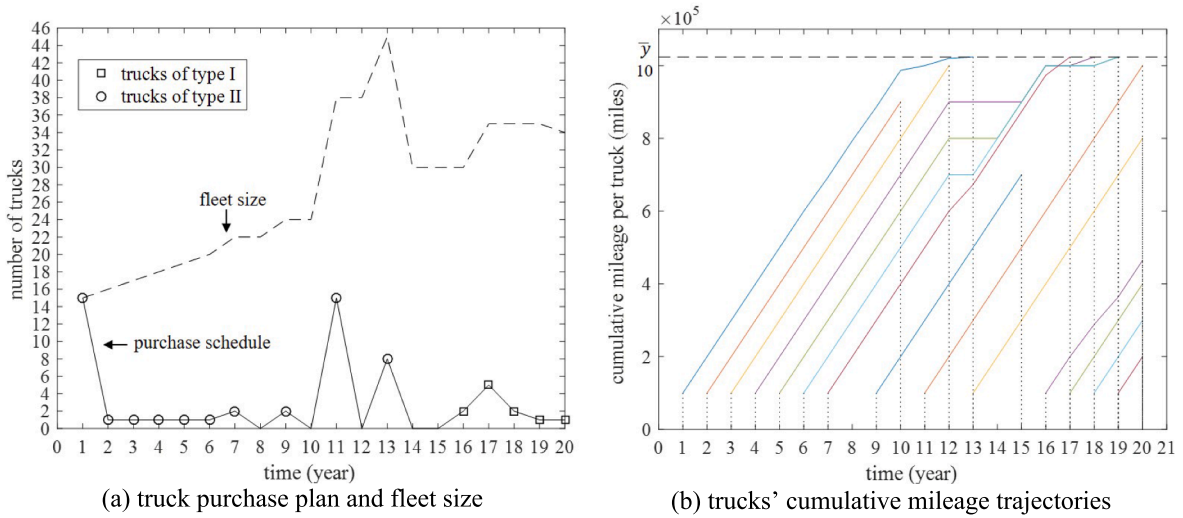 46
44
42
40
38
36
34
32
30
28
26
24
22
20
18
16
14
12
10
8
6
4
2
0
number of trucks
trucks of type I
trucks of type II
fleet size
purchase schedule
0 1 2 3 4 5 6 7 8 9 10 11 12 13 14 15 16 17 18 19 20
time (year)
(a) truck purchase plan and fleet size
×10⁵
y̅
10
8
6
4
2
0
cumulative mileage per truck (miles)
0 1 2 3 4 5 6 7 8 9 10 11 12 13 14 15 16 17 18 19 20 21
time (year)
(b) trucks’ cumulative mileage trajectories